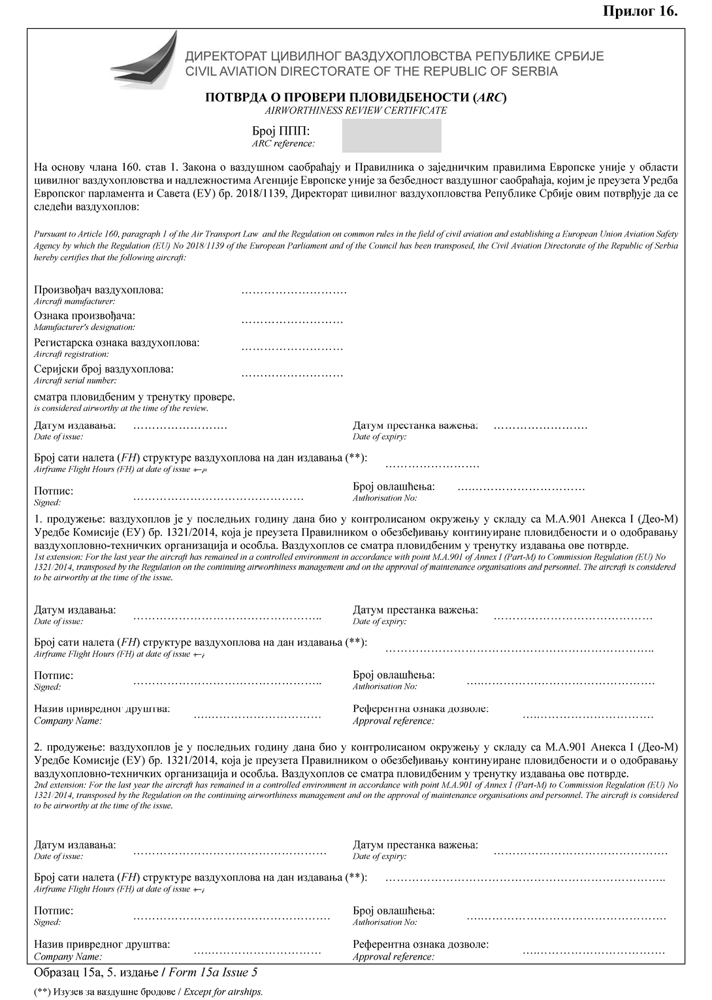 Прилог 16.
ДИРЕКТОРАТ ЦИВИЛНОГ ВАЗДУХОПЛОВСТВА РЕПУБЛИКЕ СРБИЈЕ
CIVIL AVIATION DIRECTORATE OF THE REPUBLIC OF SERBIA
ПОТВРДА О ПРОВЕРИ ПЛОВИДБЕНОСТИ (ARC)
AIRWORTHINESS REVIEW CERTIFICATE
Број ППП:
ARC reference:
На основу члана 160. став 1. Закона о ваздушном саобраћају и Правилника о заједничким правилима Европске уније у области
цивилног ваздухопловства и надлежностима Агенције Европске уније за безбедност ваздушног саобраћаја, којим је преузета Уредба
Европског парламента и Савета (ЕУ) бр. 2018/1139, Директорат цивилног ваздухопловства Републике Србије овим потврђује да се
следећи ваздухоплов:
Pursuant to Article 160, paragraph 1 of the Air Transport Law and the Regulation on common rules in the field of civil aviation and establishing a European Union Aviation Safety
Agency by which the Regulation (EU) No 2018/1139 of the European Parliament and of the Council has been transposed, the Civil Aviation Directorate of the Republic of Serbia
hereby certifies that the following aircraft:
Произвођач ваздухоплова: ……………………….
Aircraft manufacturer:
Ознака произвођача: ………………………
Manufacturer's designation:
Регистарска ознака ваздухоплова: ………………………
Aircraft registration:
Серијски број ваздухоплова: ………………………
Aircraft serial number:
сматра пловидбеним у тренутку провере.
is considered airworthy at the time of the review.
Датум издавања: ……………………. Датум престанка важења: …………………….
Date of issue: Date of expiry:
Број сати налета (FH) структуре ваздухоплова на дан издавања (**): …………………….
Airframe Flight Hours (FH) at date of issue
Потпис: ……………………………………… Број овлашћења: ….…………………………
Signed: Authorisation No:
1. продужење: ваздухоплов је у последњих годину дана био у контролисаном окружењу у складу са М.А.901 Анекса I (Део-М)
Уредбе Комисије (ЕУ) бр. 1321/2014, која је преузета Правилником о обезбеђивању континуиране пловидбености и о одобравању
ваздухопловно-техничких организација и особља. Ваздухоплов се сматра пловидбеним у тренутку издавања ове потврде.
1st extension: For the last year the aircraft has remained in a controlled environment in accordance with point M.A.901 of Annex I (Part-M) to Commission Regulation (EU) No
1321/2014, transposed by the Regulation on the continuing airworthiness management and on the approval of maintenance organisations and personnel. The aircraft is considered
to be airworthy at the time of the issue.
Датум издавања: ………………………………………….. Датум престанка важења: ……………………………………
Date of issue: Date of expiry:
Број сати налета (FH) структуре ваздухоплова на дан издавања (**): ……………………………………………………………..
Airframe Flight Hours (FH) at date of issue
Потпис: ………………………………………….. Број овлашћења: ….……………………………………….
Signed: Authorisation No:
Назив привредног друштва: ….………………………… Референтна ознака дозволе: ….………………………….
Company Name: Approval reference:
2. продужење: ваздухоплов је у последњих годину дана био у контролисаном окружењу у складу са М.А.901 Анекса I (Део-М)
Уредбе Комисије (ЕУ) бр. 1321/2014, која је преузета Правилником о обезбеђивању континуиране пловидбености и о одобравању
ваздухопловно-техничких организација и особља. Ваздухоплов се сматра пловидбеним у тренутку издавања ове потврде.
2nd extension: For the last year the aircraft has remained in a controlled environment in accordance with point M.A.901 of Annex I (Part-M) to Commission Regulation (EU) No
1321/2014, transposed by the Regulation on the continuing airworthiness management and on the approval of maintenance organisations and personnel. The aircraft is considered
to be airworthy at the time of the issue.
Датум издавања: …………………………………………… Датум престанка важења: ……………………………………….
Date of issue: Date of expiry:
Број сати налета (FH) структуре ваздухоплова на дан издавања (**): ………………………………………………………………..
Airframe Flight Hours (FH) at date of issue
Потпис: ……………………………………………. Број овлашћења: ….…………………………………………
Signed: Authorisation No:
Назив привредног друштва: ….………………………… Референтна ознака дозволе: ….……………………………
Company Name: Approval reference:
Образац 15а, 5. издање / Form 15a Issue 5
(**) Изузев за ваздушне бродове / Except for airships.